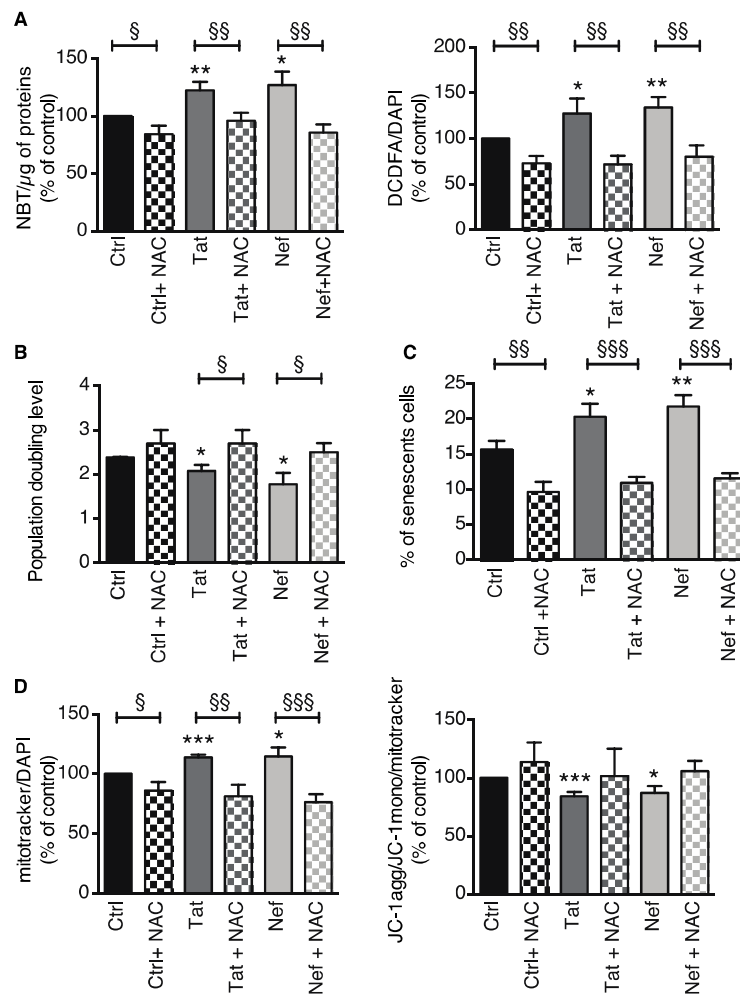 A
§ §§ §§
NBT/µg of proteins
(% of control)
150
100
50
0
** *
Ctrl
Ctrl+ NAC
Tat
Tat+ NAC
Nef
Nef+NAC
§§ §§ §§
DCDFA/DAPI
(% of control)
200
150
100
50
0
* **
Ctrl
Ctrl+ NAC
Tat
Tat + NAC
Nef
Nef + NAC
B
§ §
Population doubling level
4
3
2
1
0
* *
Ctrl
Ctrl + NAC
Tat
Tat + NAC
Nef
Nef + NAC
C
§§ §§§ §§§
% of senescents cells
25
20
15
10
5
0
* **
Ctrl
Ctrl +NAC
Tat
Tat + NAC
Nef
Nef + NAC
D
§ §§ §§§
mitotracker/DAPI
(% of control)
150
100
50
0
*** *
Ctrl
Ctrl+ NAC
Tat
Tat + NAC
Nef
Nef + NAC
JC-1agg/JC-1mono/mitotracker
(% of control)
150
100
50
0
*** *
Ctrl
Ctrl+ NAC
Tat
Tat + NAC
Nef
Nef + NAC